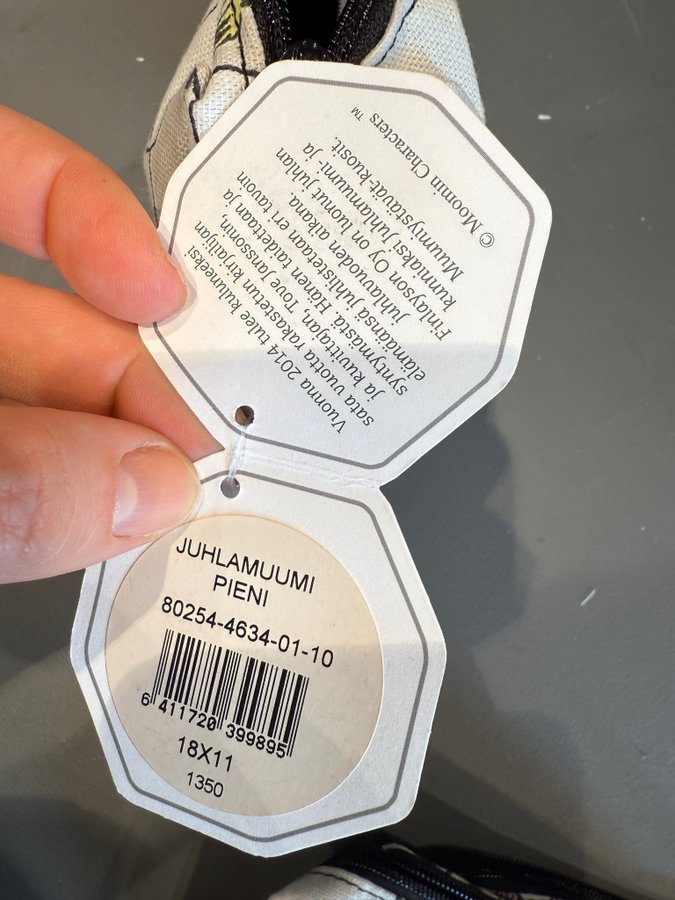 Vuonna 2014 tulee kuluneeksi
sata vuotta rakastetun kirjailijan
ja kuvittajan, Tove Janssonin,
syntymästä. Hänen taidettaan ja
elämäänsä juhlistetaan eri tavoin
juhlavuoden aikana.
Finlayson Oy on luonut juhlan
kunniaksi Juhlamuumi- ja
Muumiystävät-kuosit.
© Moomin Characters ™
JUHLAMUUMI
PIENI
80254-4634-01-10
6 411720 399895
18X11
1350